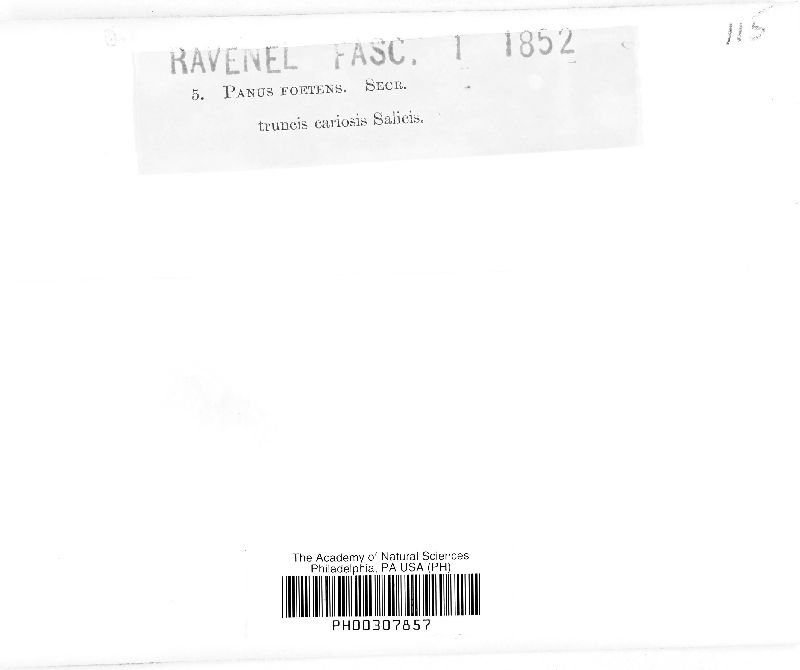 115
RAVENEL FASC. 1 1852
5. PANUS FOETENS. SECR.
truncis cariosis Salicis.
The Academy of Natural Sciences
Philadelphia, PA USA (PH)
PH00307857